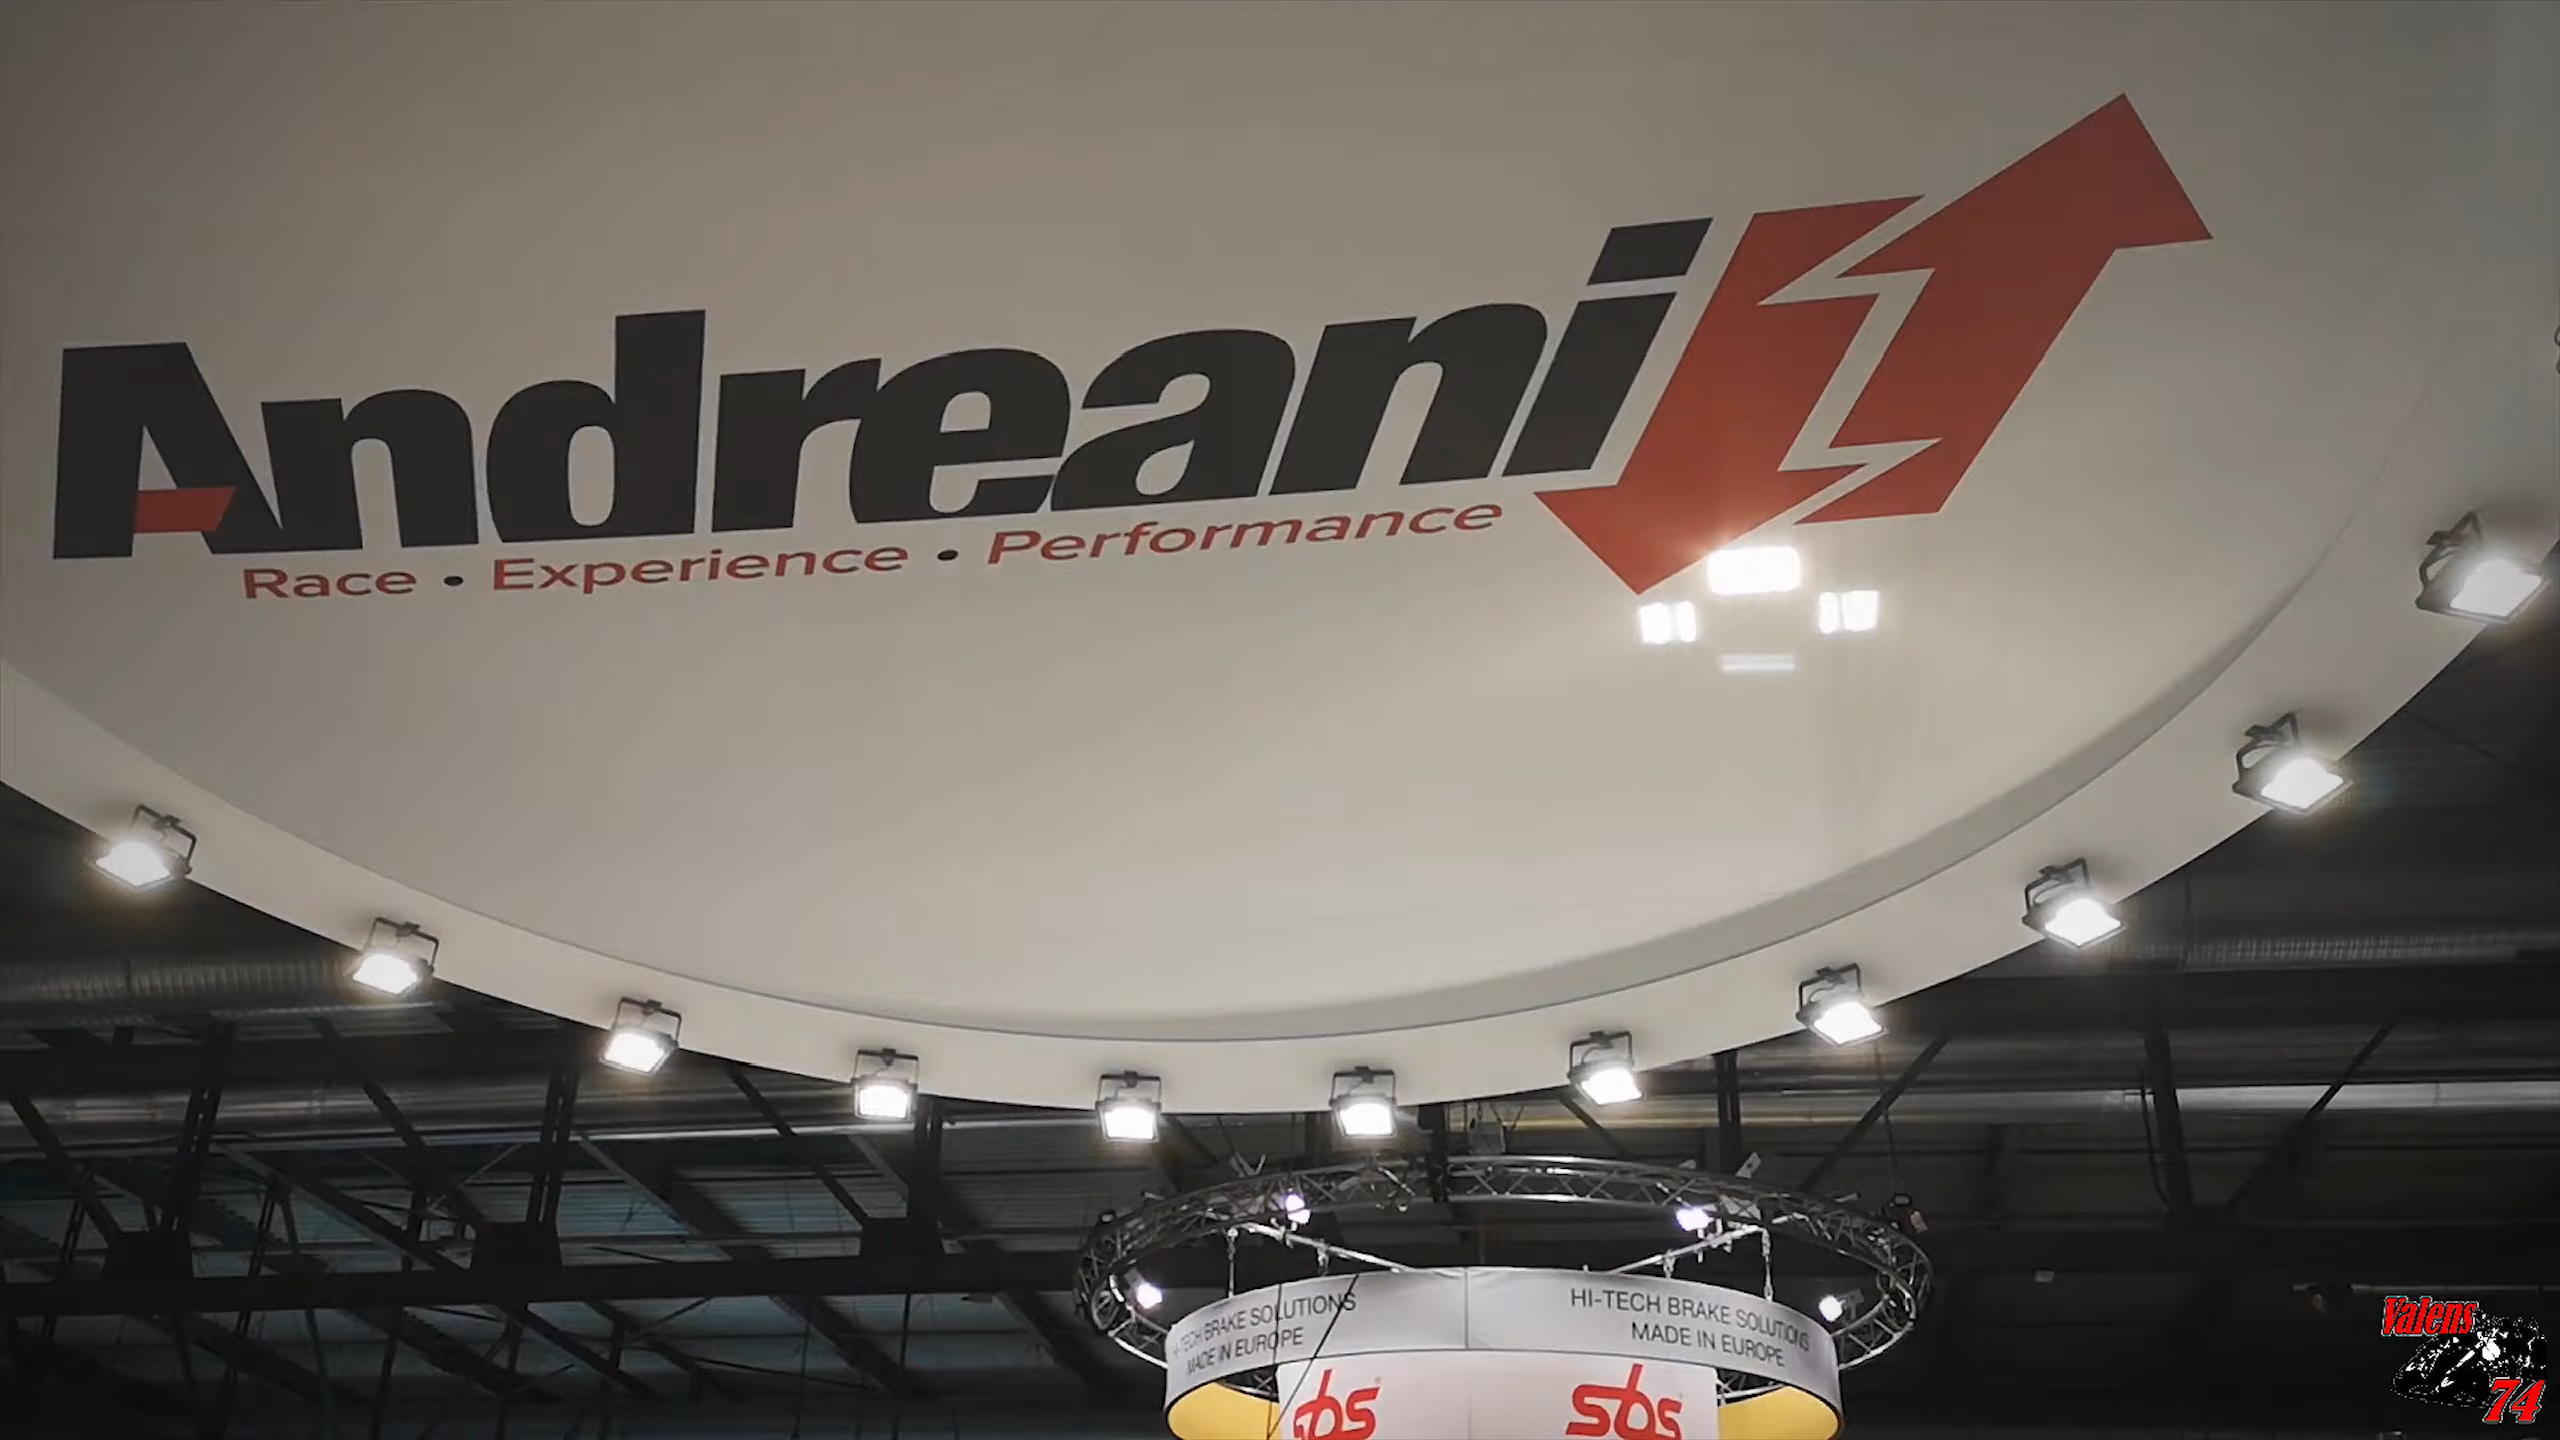 Andreani
Race • Experience • Performance
HI-TECH BRAKE SOLUTIONS
MADE IN EUROPE
HI-TECH BRAKE SOLUTIONS
MADE IN EUROPE
sbs
sbs
Valens
74